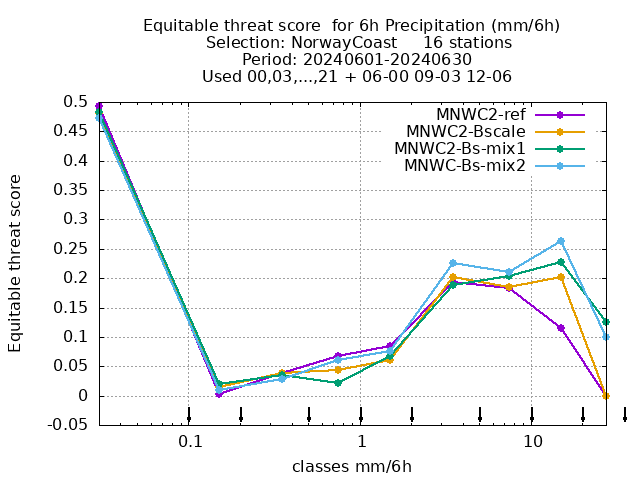 Equitable threat score  for 6h Precipitation (mm/6h)
Selection: NorwayCoast     16 stations
Period: 20240601-20240630
Used 00,03,...,21 + 06-00 09-03 12-06
MNWC2-ref
MNWC2-Bscale
MNWC2-Bs-mix1
MNWC-Bs-mix2
Equitable threat score
0.5
0.45
0.4
0.35
0.3
0.25
0.2
0.15
0.1
0.05
0
-0.05
0.1 1 10
classes mm/6h